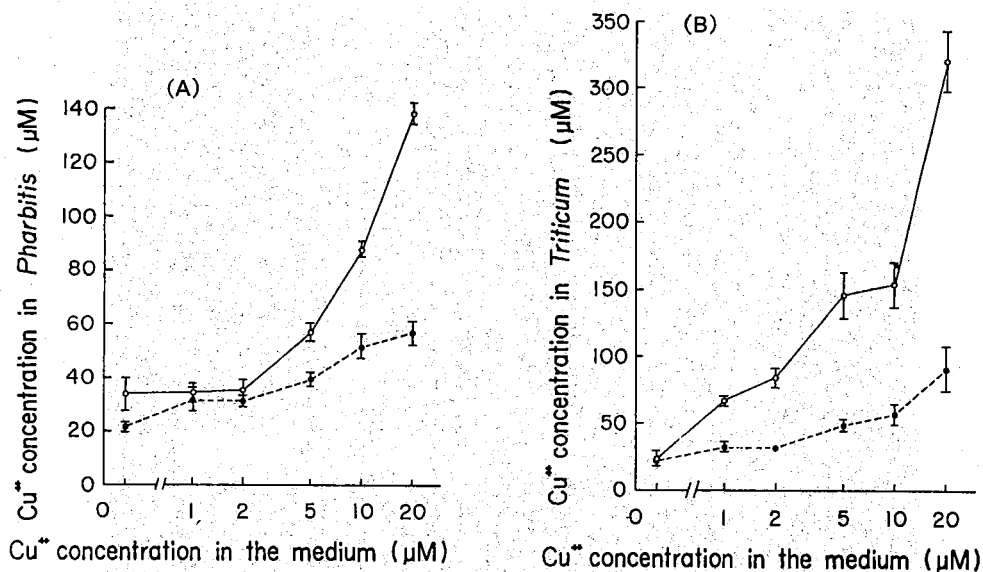 (A)
140
120
100
80
60
40
20
0
Cu⁺⁺ concentration in Pharbitis (μM)
0 1 2 5 10 20
Cu⁺⁺ concentration in the medium (μM)
(B)
350
300
250
200
150
100
50
0
Cu⁺⁺ concentration in Triticum (μM)
0 1 2 5 10 20
Cu⁺⁺ concentration in the medium (μM)